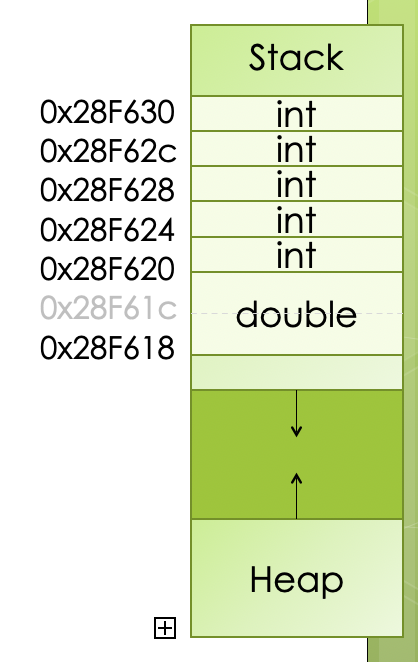 Stack
0x28F630 int
0x28F62c int
0x28F628 int
0x28F624 int
0x28F620 int
0x28F61c double
0x28F618
Heap